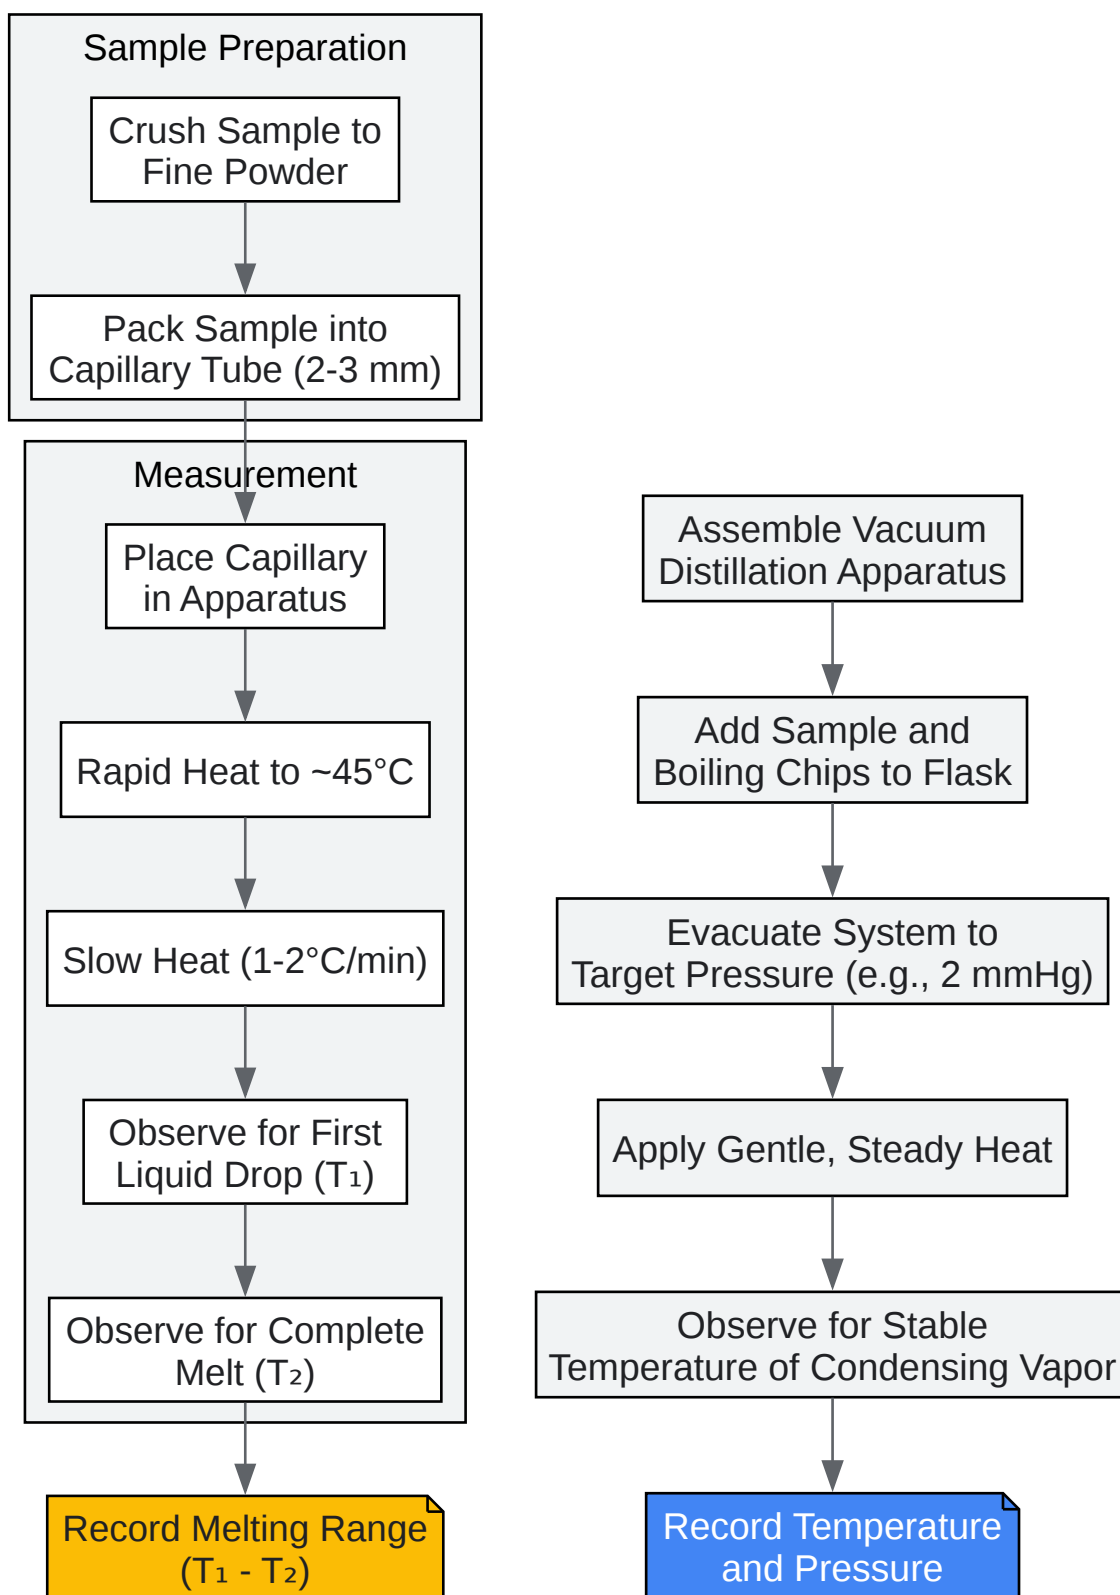 Sample Preparation
Crush Sample to
Fine Powder
Pack Sample into
Capillary Tube (2-3 mm)
Measurement
Place Capillary
in Apparatus
Rapid Heat to ~45°C
Slow Heat (1-2°C/min)
Observe for First
Liquid Drop (T₁)
Observe for Complete
Melt (T₂)
Record Melting Range
(T₁ - T₂)
Assemble Vacuum
Distillation Apparatus
Add Sample and
Boiling Chips to Flask
Evacuate System to
Target Pressure (e.g., 2 mmHg)
Apply Gentle, Steady Heat
Observe for Stable
Temperature of Condensing Vapor
Record Temperature
and Pressure